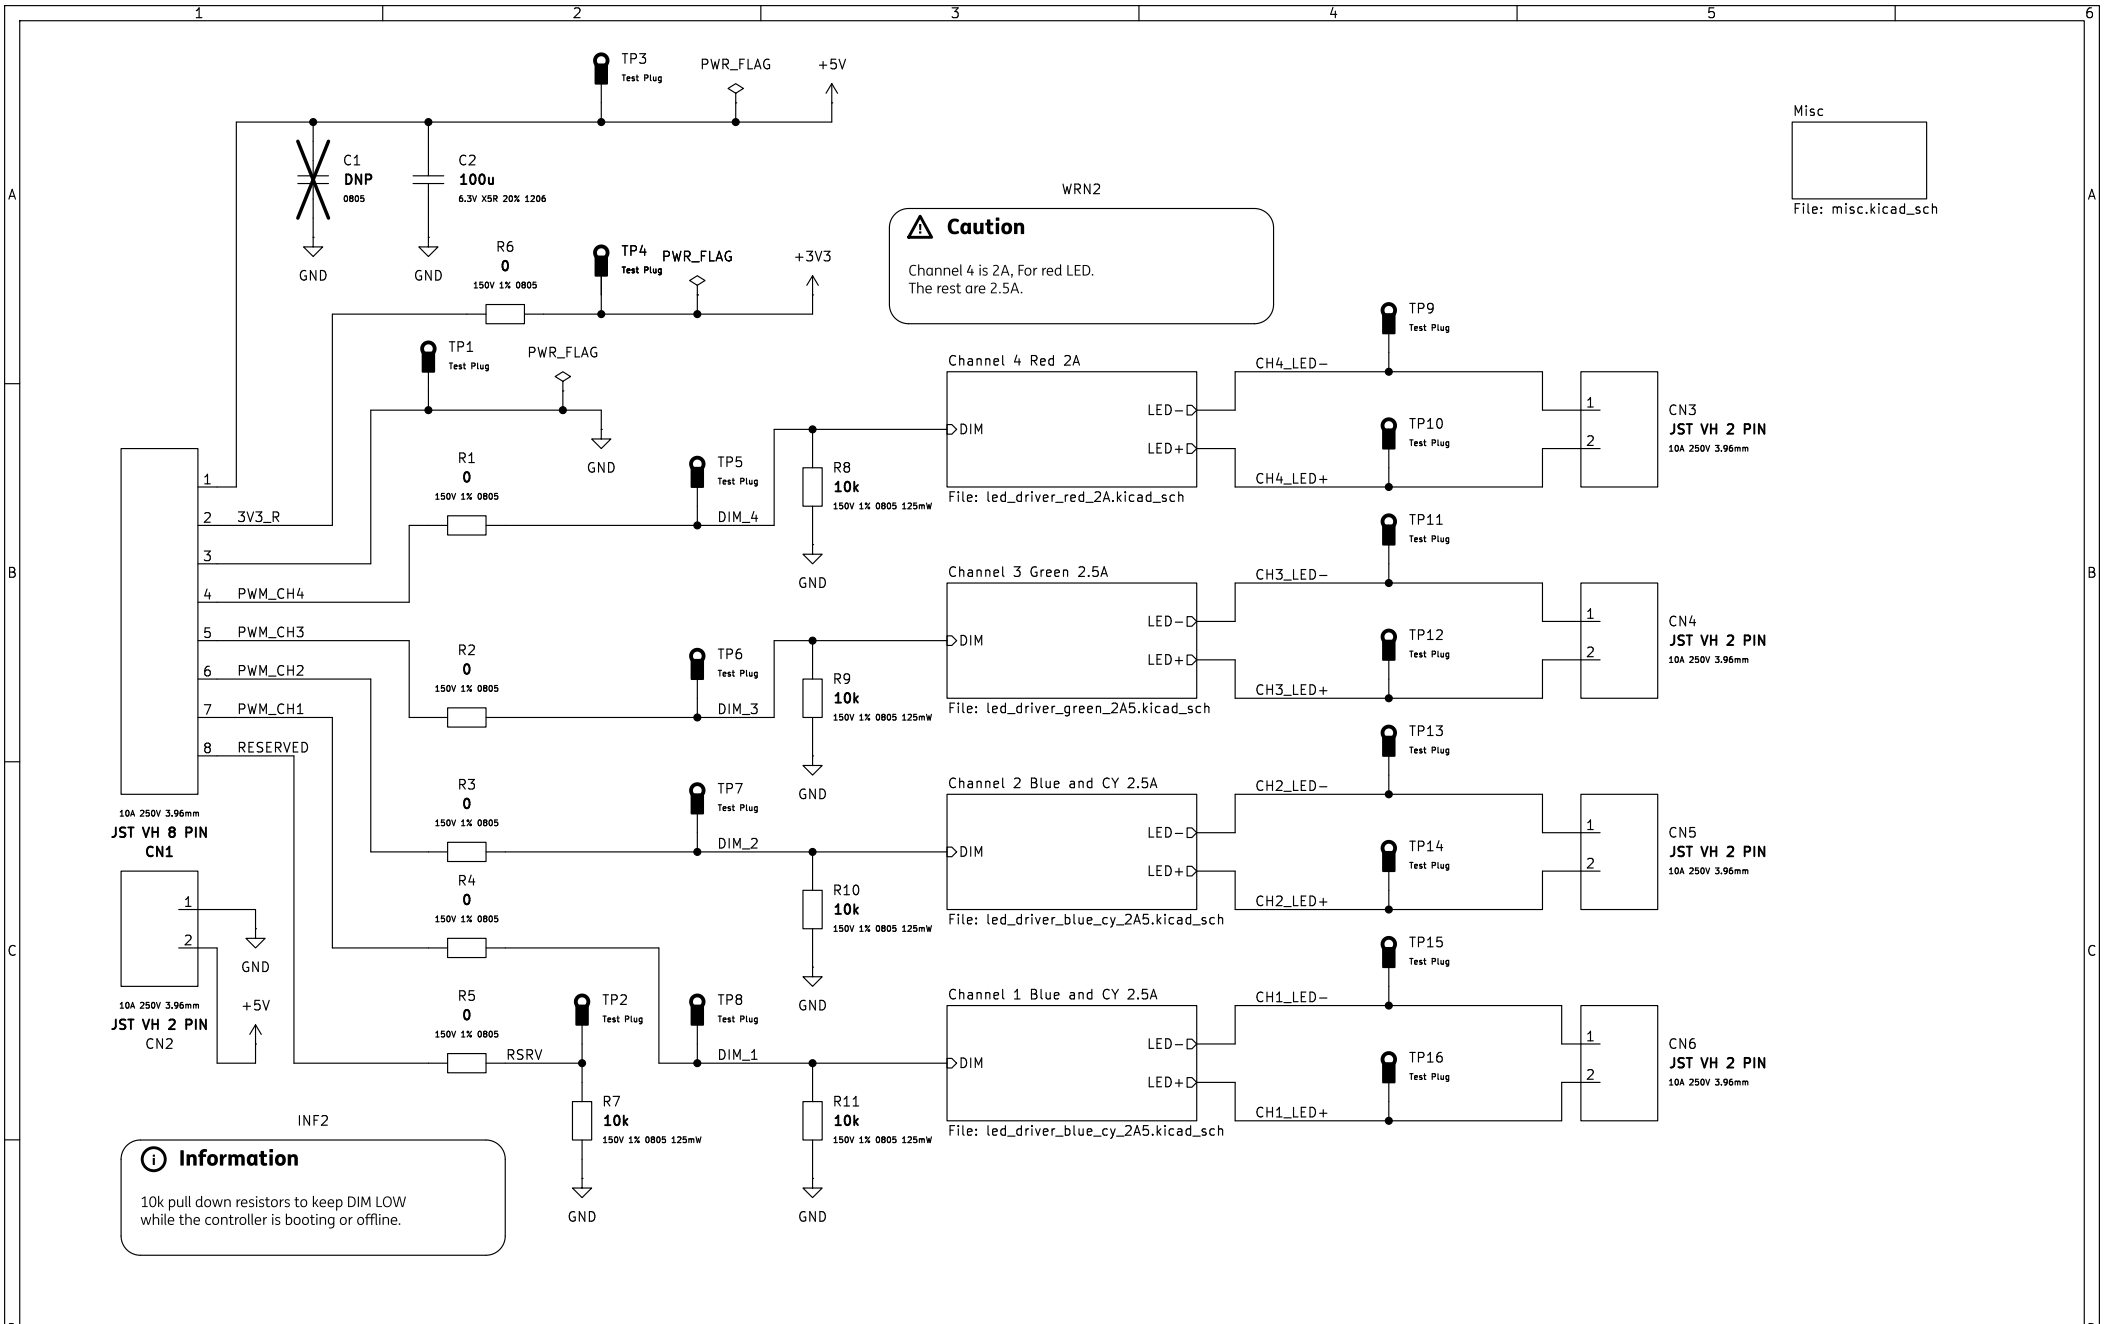 1
2
3
4
5
6
A
B
C
A
B
C
TP3
Test Plug
PWR_FLAG
+5V
C1
DNP
0805
GND
C2
100u
6.3V X5R 20% 1206
GND
R6
0
150V 1% 0805
TP4
Test Plug
PWR_FLAG
+3V3
TP1
Test Plug
PWR_FLAG
GND
WRN2
Caution
Channel 4 is 2A, For red LED.
The rest are 2.5A.
Misc
File: misc.kicad_sch
1
2
3V3_R
3
4
PWM_CH4
5
PWM_CH3
6
PWM_CH2
7
PWM_CH1
8
RESERVED
10A 250V 3.96mm
JST VH 8 PIN
CN1
1
2
GND
+5V
10A 250V 3.96mm
JST VH 2 PIN
CN2
R1
0
150V 1% 0805
TP5
Test Plug
DIM_4
R8
10k
150V 1% 0805 125mW
GND
R2
0
150V 1% 0805
TP6
Test Plug
DIM_3
R9
10k
150V 1% 0805 125mW
GND
R3
0
150V 1% 0805
TP7
Test Plug
DIM_2
R10
10k
150V 1% 0805 125mW
GND
R4
0
150V 1% 0805
R5
0
150V 1% 0805
RSRV
TP2
Test Plug
R7
10k
150V 1% 0805 125mW
GND
TP8
Test Plug
DIM_1
R11
10k
150V 1% 0805 125mW
GND
INF2
Information
10k pull down resistors to keep DIM LOW
while the controller is booting or offline.
Channel 4 Red 2A
DIM
LED-
LED+
File: led_driver_red_2A.kicad_sch
CH4_LED-
CH4_LED+
TP9
Test Plug
TP10
Test Plug
1
2
CN3
JST VH 2 PIN
10A 250V 3.96mm
Channel 3 Green 2.5A
DIM
LED-
LED+
File: led_driver_green_2A5.kicad_sch
CH3_LED-
CH3_LED+
TP11
Test Plug
TP12
Test Plug
1
2
CN4
JST VH 2 PIN
10A 250V 3.96mm
Channel 2 Blue and CY 2.5A
DIM
LED-
LED+
File: led_driver_blue_cy_2A5.kicad_sch
CH2_LED-
CH2_LED+
TP13
Test Plug
TP14
Test Plug
1
2
CN5
JST VH 2 PIN
10A 250V 3.96mm
Channel 1 Blue and CY 2.5A
DIM
LED-
LED+
File: led_driver_blue_cy_2A5.kicad_sch
CH1_LED-
CH1_LED+
TP15
Test Plug
TP16
Test Plug
1
2
CN6
JST VH 2 PIN
10A 250V 3.96mm